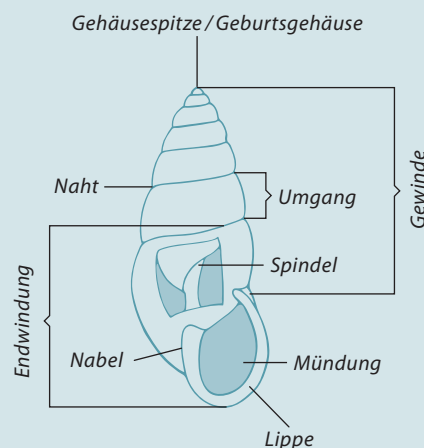 Gehäusespitze / Geburtsgehäuse
Naht
Umgang
Gewinde
Spindel
Endwindung
Nabel
Mündung
Lippe